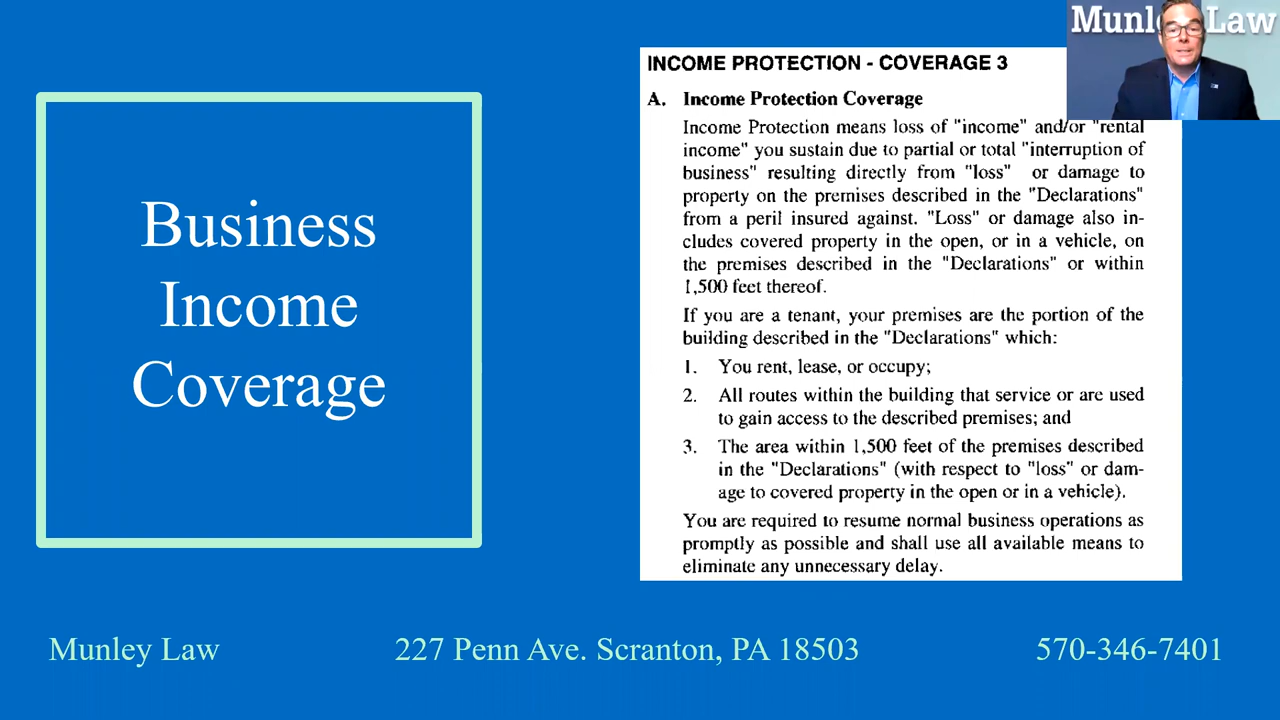 Munley Law
Business
Income
Coverage
INCOME PROTECTION - COVERAGE 3
A. Income Protection Coverage
Income Protection means loss of "income" and/or "rental
income" you sustain due to partial or total "interruption of
business" resulting directly from "loss" or damage to
property on the premises described in the "Declarations"
from a peril insured against. "Loss" or damage also in-
cludes covered property in the open, or in a vehicle, on
the premises described in the "Declarations" or within
1,500 feet thereof.
If you are a tenant, your premises are the portion of the
building described in the "Declarations" which:
1. You rent, lease, or occupy;
2. All routes within the building that service or are used
to gain access to the described premises; and
3. The area within 1,500 feet of the premises described
in the "Declarations" (with respect to "loss" or dam-
age to covered property in the open or in a vehicle).
You are required to resume normal business operations as
promptly as possible and shall use all available means to
eliminate any unnecessary delay.
Munley Law 227 Penn Ave. Scranton, PA 18503 570-346-7401